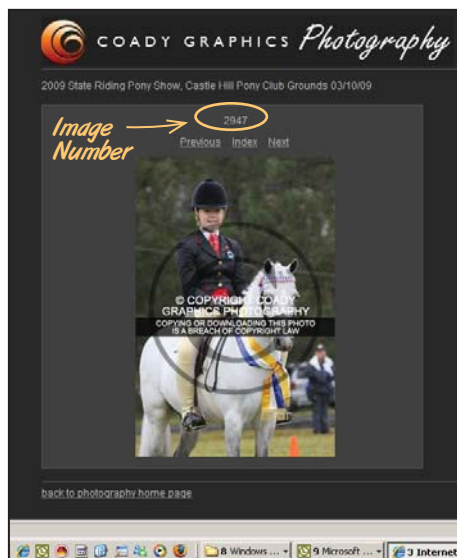 COADY GRAPHICS Photography
2009 State Riding Pony Show, Castle Hill Pony Club Grounds 03/10/09
Image Number
2947
Previous Index Next
© COPYRIGHT COADY
GRAPHICS PHOTOGRAPHY
COPYING OR DOWNLOADING THIS PHOTO
IS A BREACH OF COPYRIGHT LAW
back to photography home page
8 Windows ... 9 Microsoft ... 3 Internet